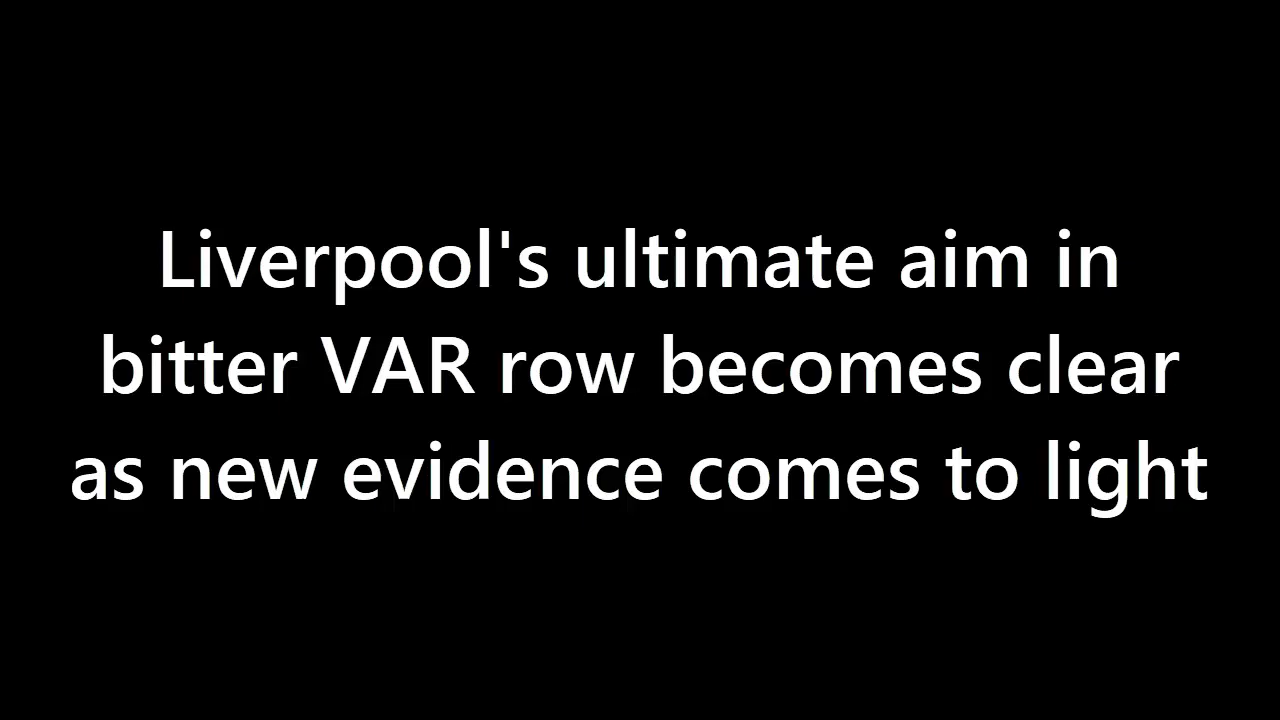 Liverpool's ultimate aim in
bitter VAR row becomes clear
as new evidence comes to light